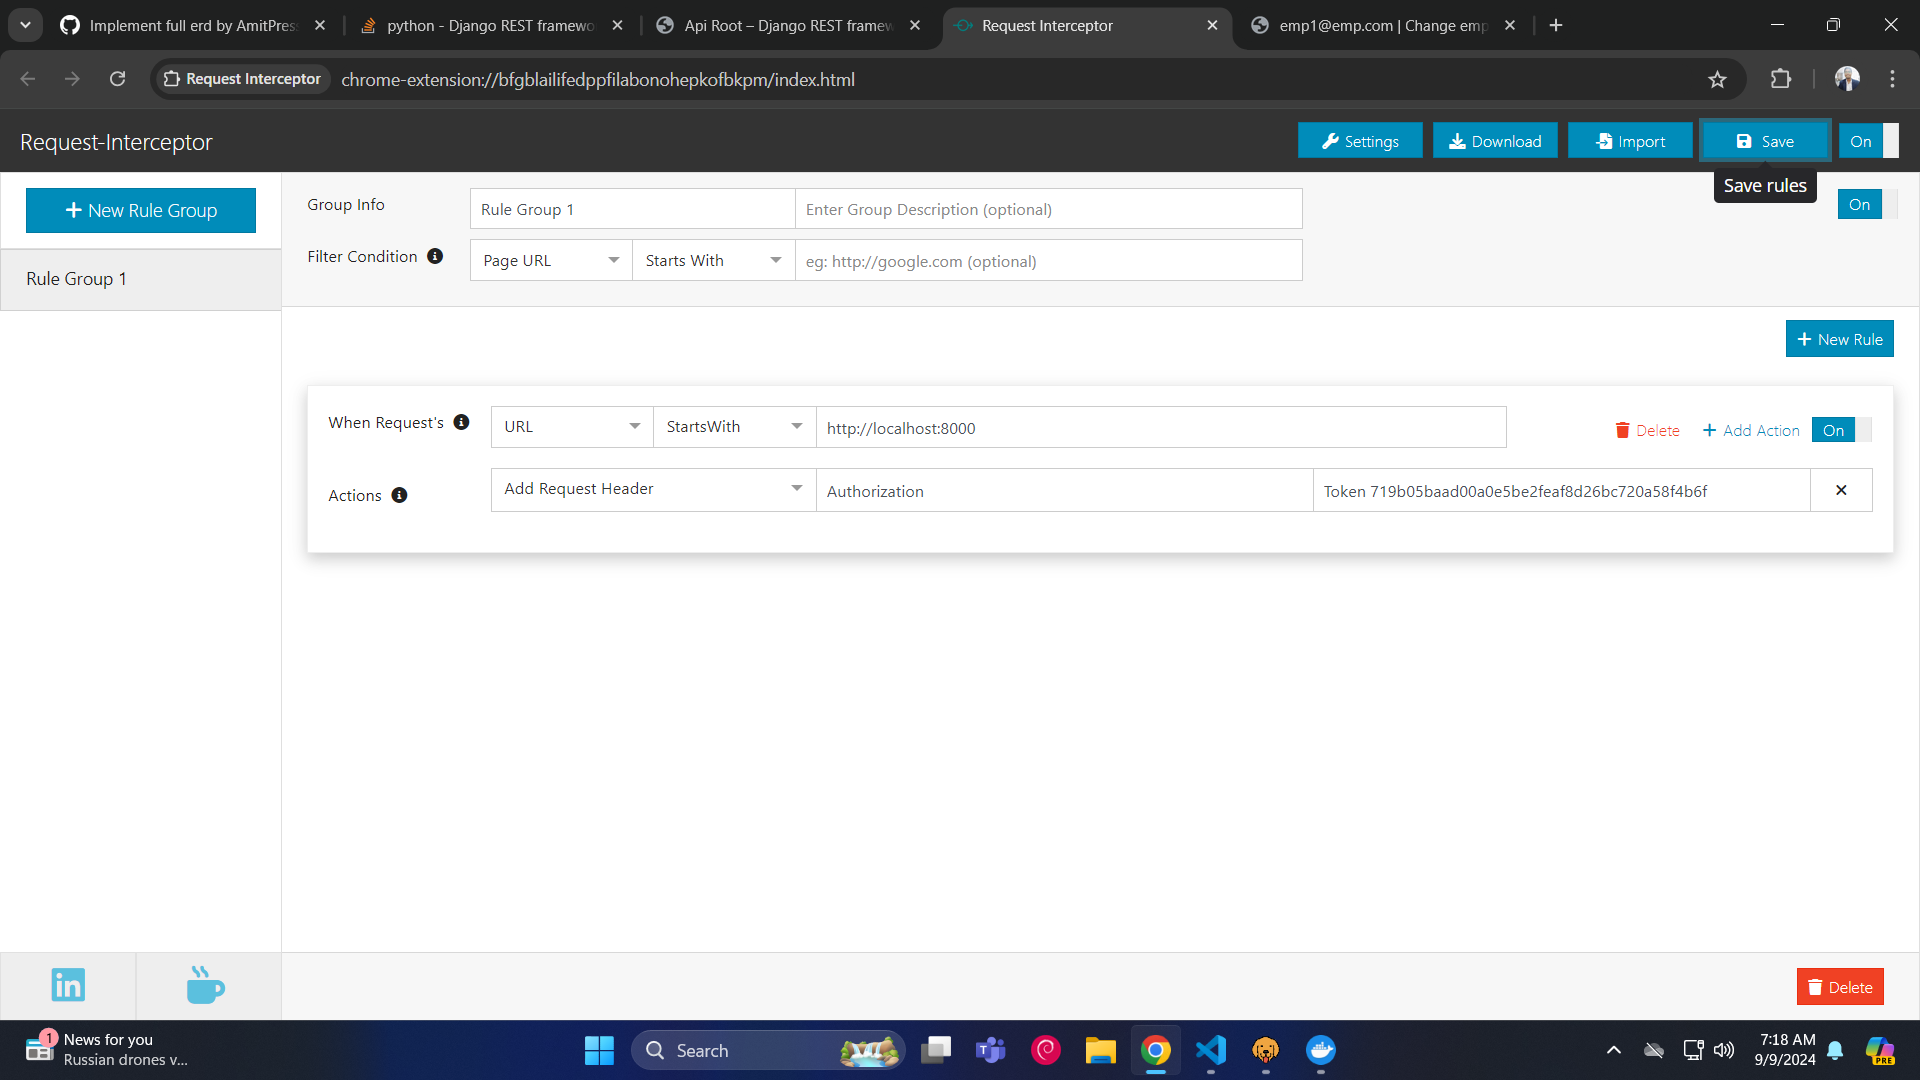 Implement full erd by AmitPress
python - Django REST framewo
Api Root – Django REST framew
Request Interceptor
emp1@emp.com | Change emp
Request Interceptor
chrome-extension://bfgblailifedppfilabonohepkofbkpm/index.html
Request-Interceptor
Settings
Download
Import
Save
On
Save rules
New Rule Group
Rule Group 1
Group Info
Rule Group 1
Enter Group Description (optional)
On
Filter Condition
Page URL
Starts With
eg: http://google.com (optional)
New Rule
When Request's
URL
StartsWith
http://localhost:8000
Delete
Add Action
On
Actions
Add Request Header
Authorization
Token 719b05baad00a0e5be2feaf8d26bc720a58f4b6f
in
Delete
1
News for you
Russian drones v...
Search
PRE
7:18 AM
9/9/2024